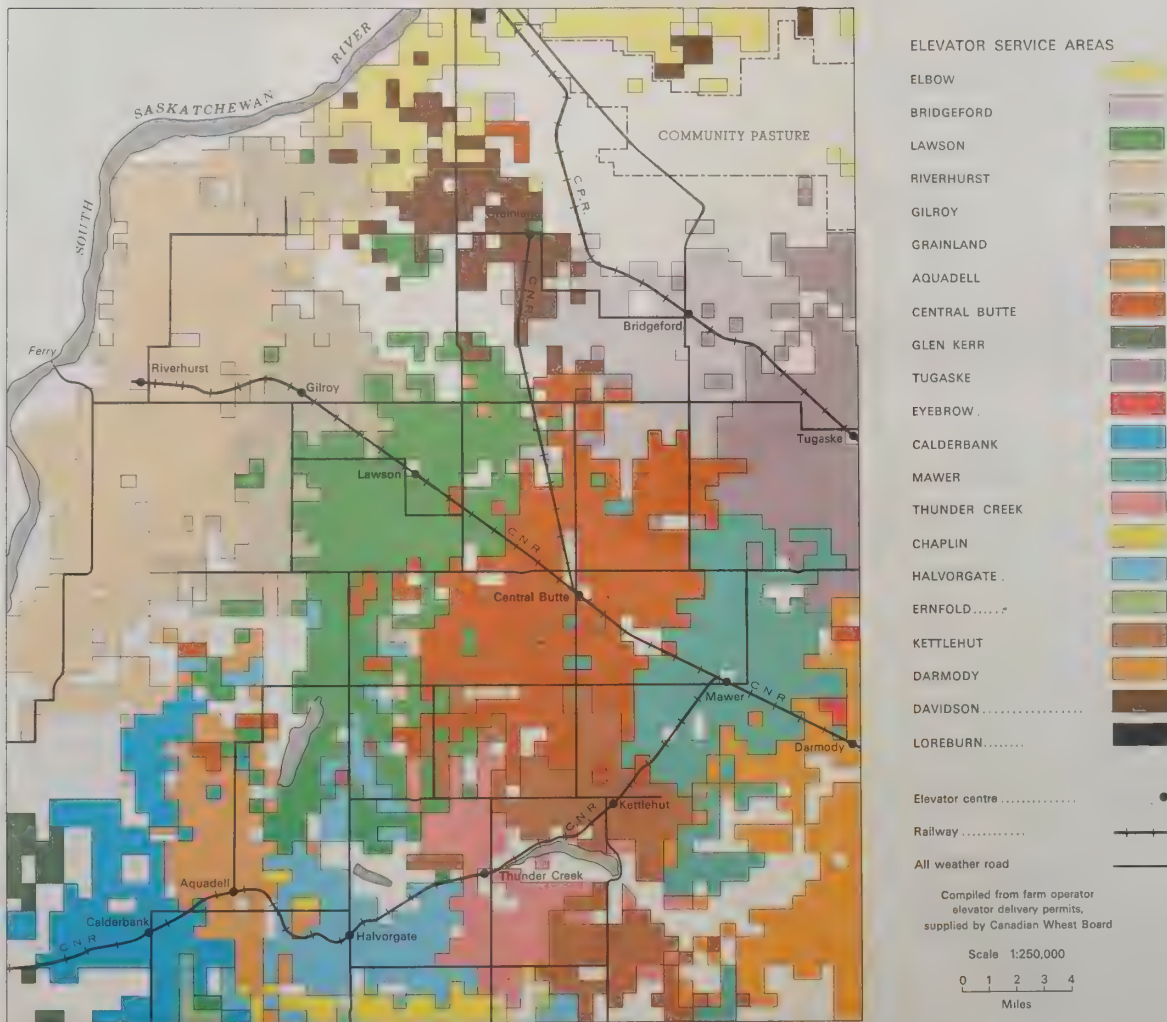 RIVER
SASKATCHEWAN
SOUTH
COMMUNITY PASTURE
C.P.R.
Grainland
C.N.R.
Bridgeford
Ferry
Riverhurst
Gilroy
Tugaske
Lawson
C N R
Central Butte
Mawer
C N R
Darmody
Kettlehut
C N R
Thunder Creek
Aquadell
Calderbank
C N R
Halvorgate
ELEVATOR SERVICE AREAS
ELBOW
BRIDGEFORD
LAWSON
RIVERHURST
GILROY
GRAINLAND
AQUADELL
CENTRAL BUTTE
GLEN KERR
TUGASKE
EYEBROW.
CALDERBANK
MAWER
THUNDER CREEK
CHAPLIN
HALVORGATE.
ERNFOLD......
KETTLEHUT
DARMODY
DAVIDSON................
LOREBURN.......
Elevator centre ............
Railway ...........
All weather road
Compiled from farm operator
elevator delivery permits,
supplied by Canadian Wheat Board
Scale 1:250,000
0 1 2 3 4
Miles